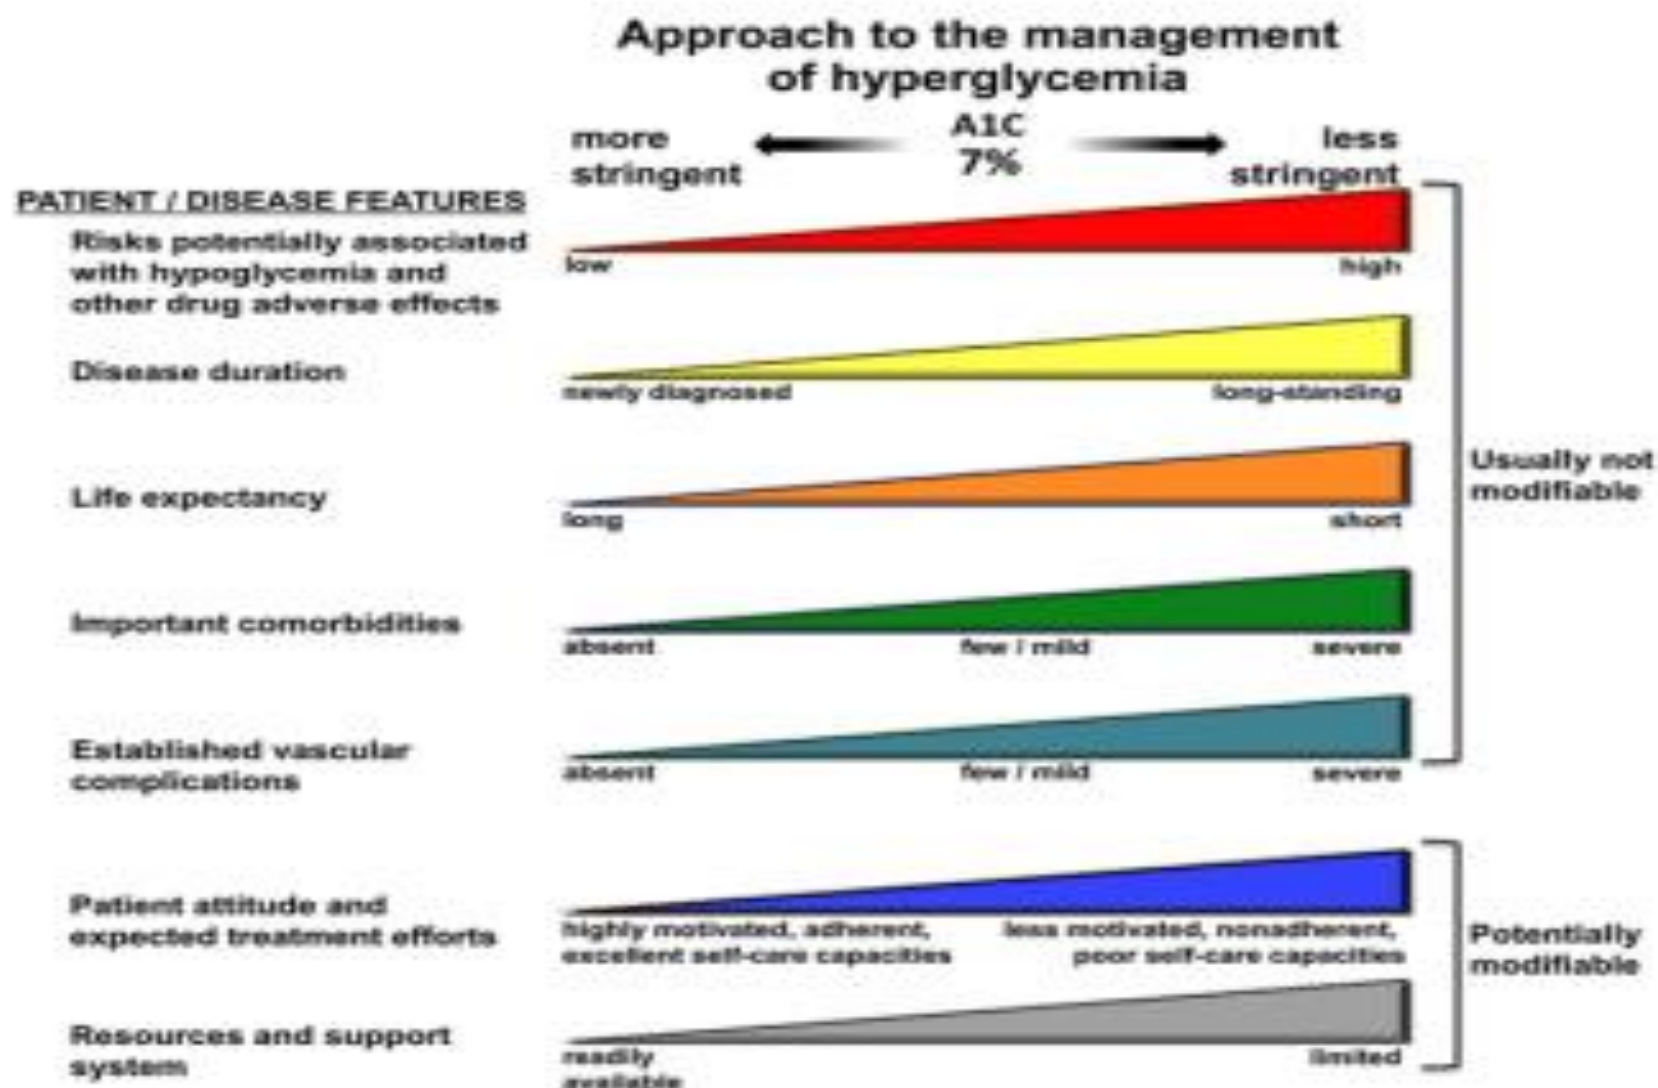 Approach to the management
of hyperglycemia
more
stringent
A1C
7%
less
stringent
PATIENT / DISEASE FEATURES
Risks potentially associated
with hypoglycemia and
other drug adverse effects
low
high
Disease duration
newly diagnosed
long-standing
Life expectancy
long
short
Usually not
modifiable
Important comorbidities
absent
few / mild
severe
Established vascular
complications
absent
few / mild
severe
Patient attitude and
expected treatment efforts
highly motivated, adherent,
excellent self-care capacities
less motivated, nonadherent,
poor self-care capacities
Potentially
modifiable
Resources and support
system
readily
available
limited